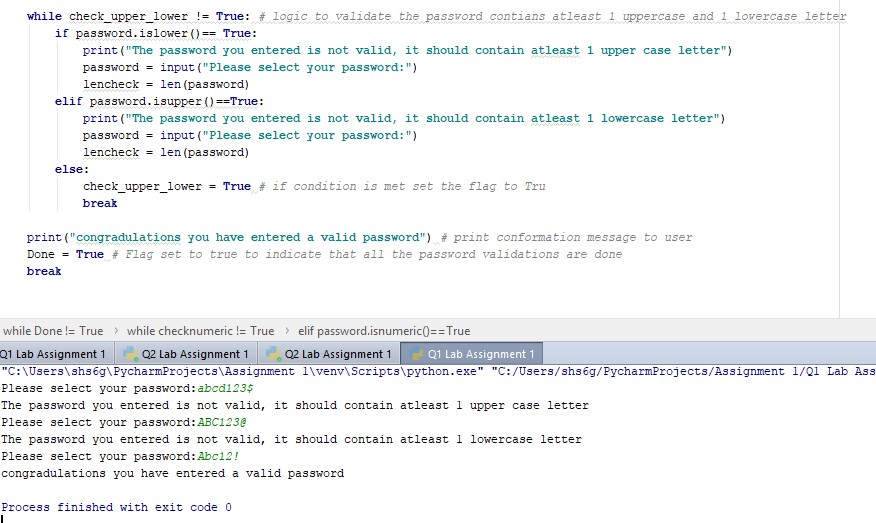 while check_upper_lower != True: # logic to validate the password contians atleast 1 uppercase and 1 lovercase letter
if password.islower()== True:
print("The password you entered is not valid, it should contain atleast 1 upper case letter")
password = input("Please select your password:")
lencheck = len(password)
elif password.isupper()==True:
print("The password you entered is not valid, it should contain atleast 1 lowercase letter")
password = input("Please select your password:")
lencheck = len(password)
else:
check_upper_lower = True # if condition is met set the flag to Tru
break
print("congradulations you have entered a valid password") # print conformation message to user
Done = True # Flag set to true to indicate that all the password validations are done
break
while Done != True › while checknumeric != True › elif password.isnumeric()==True
Q1 Lab Assignment 1 Q2 Lab Assignment 1 Q2 Lab Assignment 1 Q1 Lab Assignment 1
"C:\Users\shs6g\PycharmProjects\Assignment 1\venv\Scripts\python.exe" "C:/Users/shs6g/PycharmProjects/Assignment 1/Q1 Lab Ass
Please select your password:abcd123$
The password you entered is not valid, it should contain atleast 1 upper case letter
Please select your password:ABC123@
The password you entered is not valid, it should contain atleast 1 lowercase letter
Please select your password:Abc12!
congradulations you have entered a valid password
Process finished with exit code 0